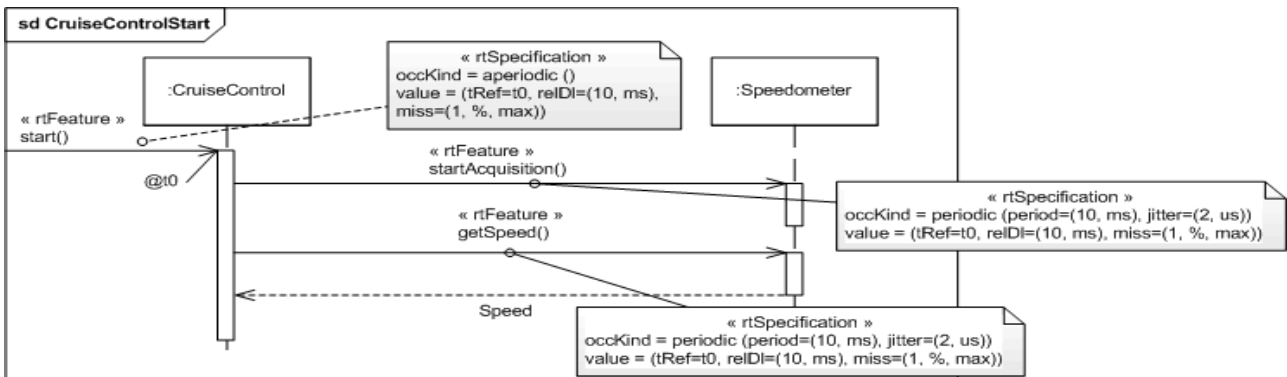 sd CruiseControlStart
« rtSpecification »
occKind = aperiodic ()
value = (tRef=t0, relDl=(10, ms),
miss=(1, %, max))
:CruiseControl
:Speedometer
« rtFeature »
start()
@t0
« rtFeature »
startAcquisition()
« rtSpecification »
occKind = periodic (period=(10, ms), jitter=(2, us))
value = (tRef=t0, relDl=(10, ms), miss=(1, %, max))
« rtFeature »
getSpeed()
Speed
« rtSpecification »
occKind = periodic (period=(10, ms), jitter=(2, us))
value = (tRef=t0, relDl=(10, ms), miss=(1, %, max))